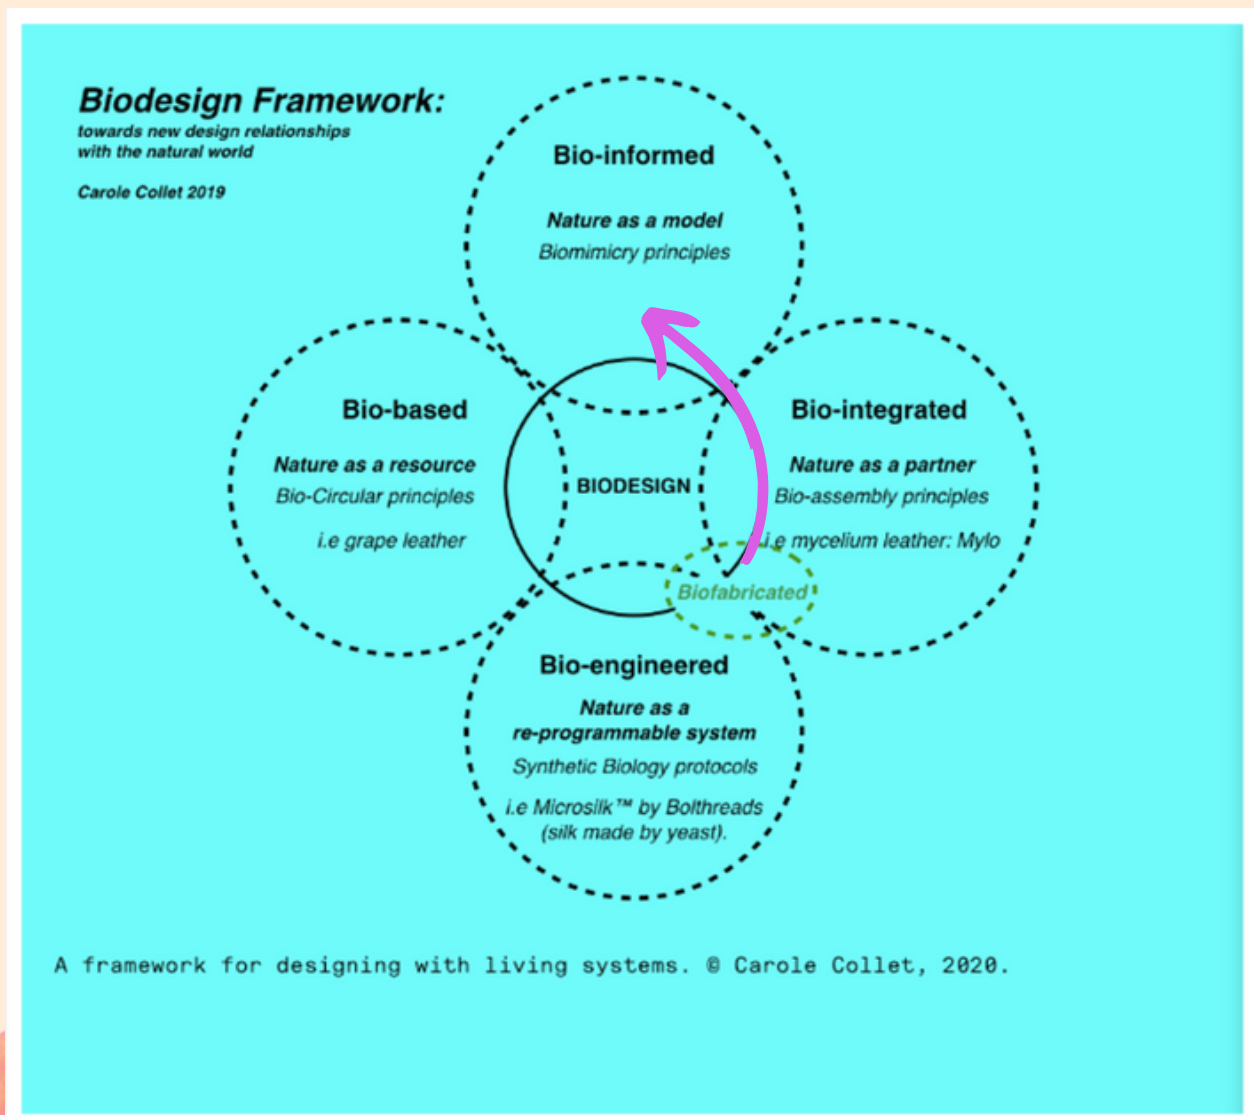 Biodesign Framework:
towards new design relationships
with the natural world
Carole Collet 2019
Bio-informed
Nature as a model
Biomimicry principles
Bio-based
Nature as a resource
Bio-Circular principles
i.e grape leather
BIODESIGN
Bio-integrated
Nature as a partner
Bio-assembly principles
i.e mycelium leather: Mylo
Biofabricated
Bio-engineered
Nature as a
re-programmable system
Synthetic Biology protocols
i.e Microsilk™ by Bolthreads
(silk made by yeast).
A framework for designing with living systems. © Carole Collet, 2020.